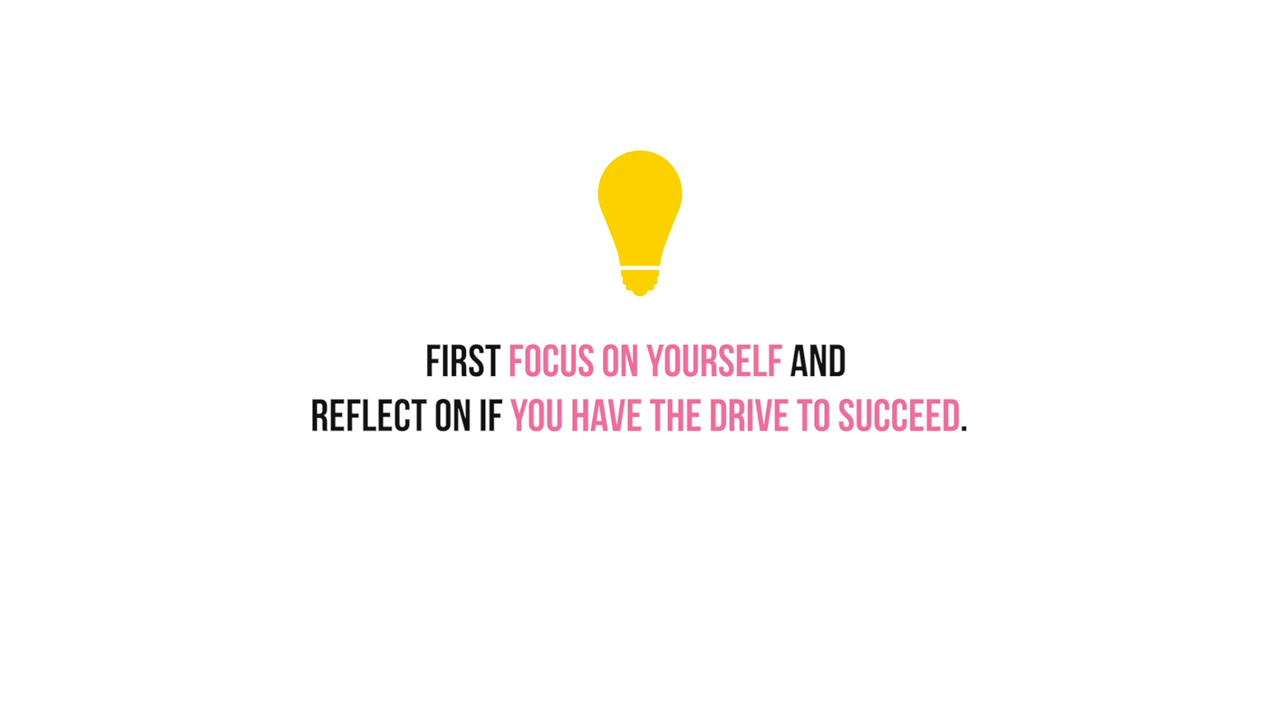 FIRST FOCUS ON YOURSELF AND
REFLECT ON IF YOU HAVE THE DRIVE TO SUCCEED.